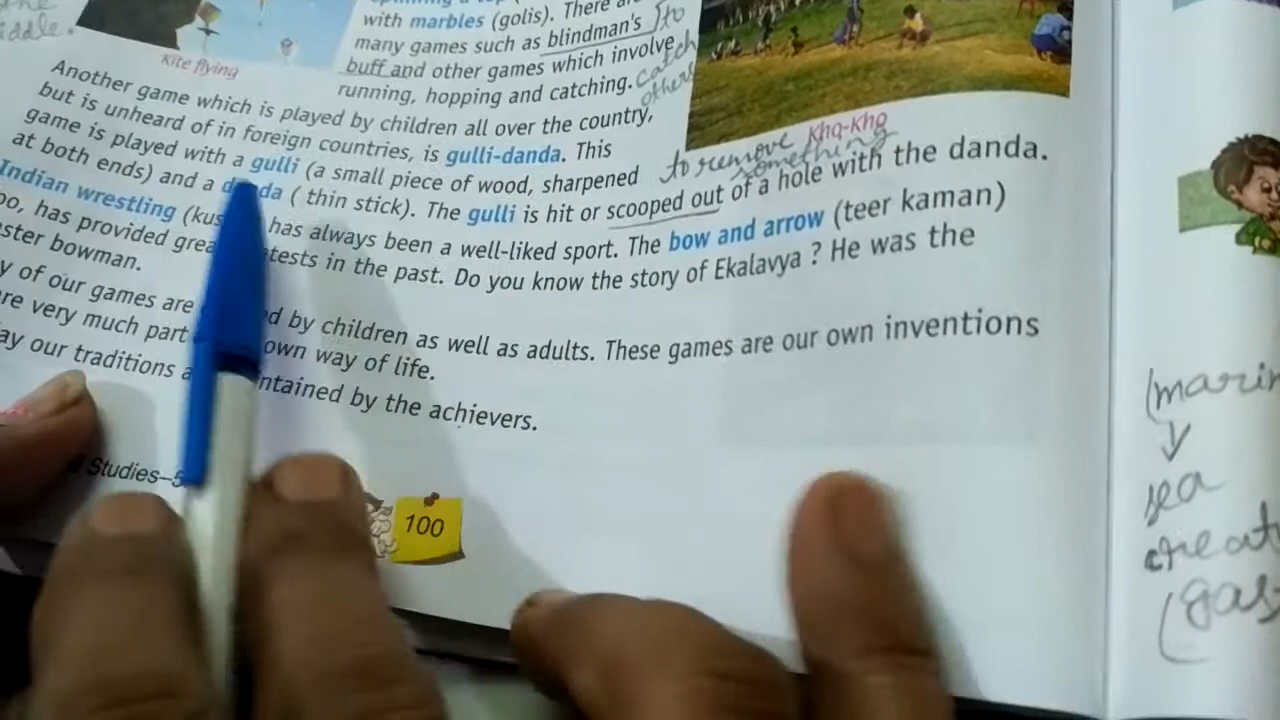 the
iddle.
with marbles (golis). There are
many games such as blindman's
buff and other games which involve
running, hopping and catching.
to
catch
others
Kite flying
Kho-Kho
Another game which is played by children all over the country,
but is unheard of in foreign countries, is gulli-danda. This
game is played with a gulli (a small piece of wood, sharpened
at both ends) and a danda ( thin stick). The gulli is hit or scooped out of a hole with the danda.
to remove
something
Indian wrestling (kus has always been a well-liked sport. The bow and arrow (teer kaman)
oo, has provided grea tests in the past. Do you know the story of Ekalavya ? He was the
ster bowman.
y of our games are d by children as well as adults. These games are our own inventions
re very much part own way of life.
ay our traditions a ntained by the achievers.
Studies–5
100
(marin
sea
creat
(gas